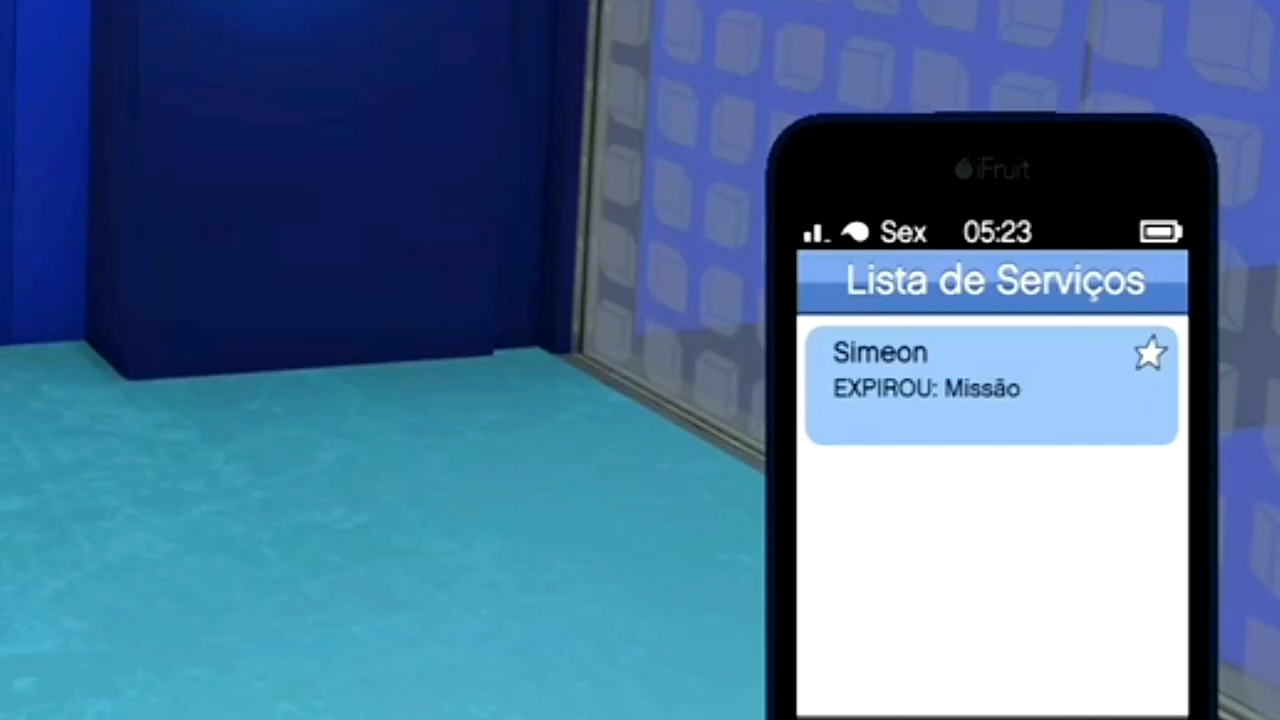 iFruit
Sex 05:23
Lista de Serviços
Simeon
EXPIROU: Missão